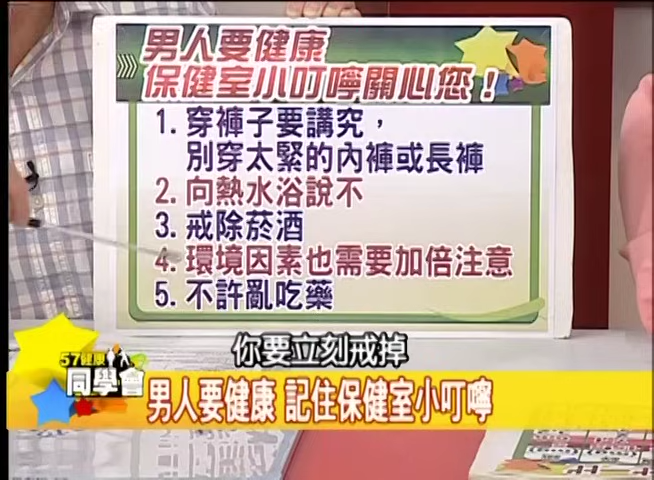 男人要健康
保健室小叮嚀關心您！
1. 穿褲子要講究，
別穿太緊的內褲或長褲
2. 向熱水浴說不
3. 戒除菸酒
4. 環境因素也需要加倍注意
5. 不許亂吃藥
你要立刻戒掉
57健康
同學會
男人要健康 記住保健室小叮嚀